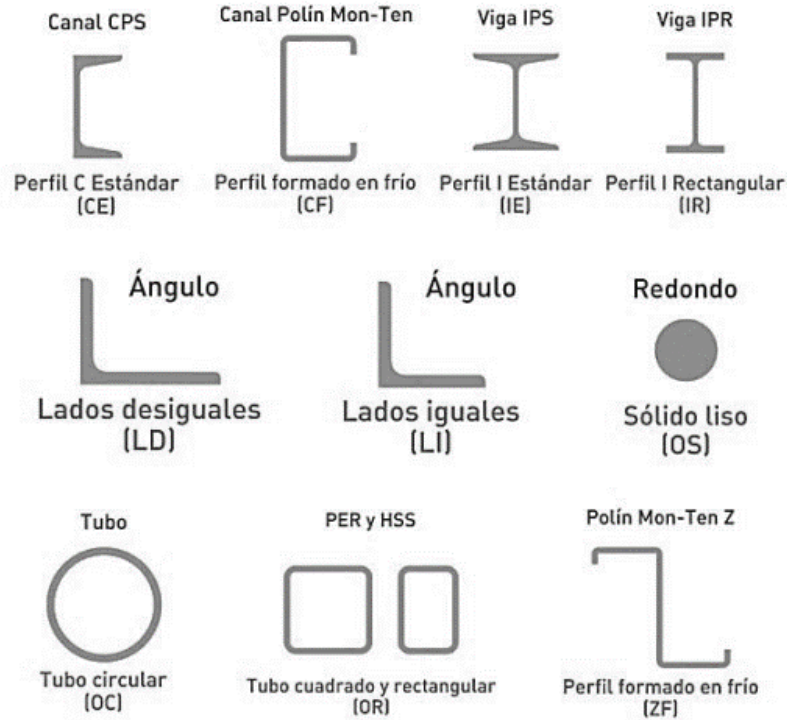 Canal CPS
Canal Polín Mon-Ten
Viga IPS
Viga IPR
Perfil C Estándar
(CE)
Perfil formado en frío
(CF)
Perfil I Estándar
(IE)
Perfil I Rectangular
(IR)
Ángulo
Lados desiguales
(LD)
Ángulo
Lados iguales
(LI)
Redondo
Sólido liso
(OS)
Tubo
Tubo circular
(OC)
PER y HSS
Tubo cuadrado y rectangular
(OR)
Polín Mon-Ten Z
Perfil formado en frío
(ZF)